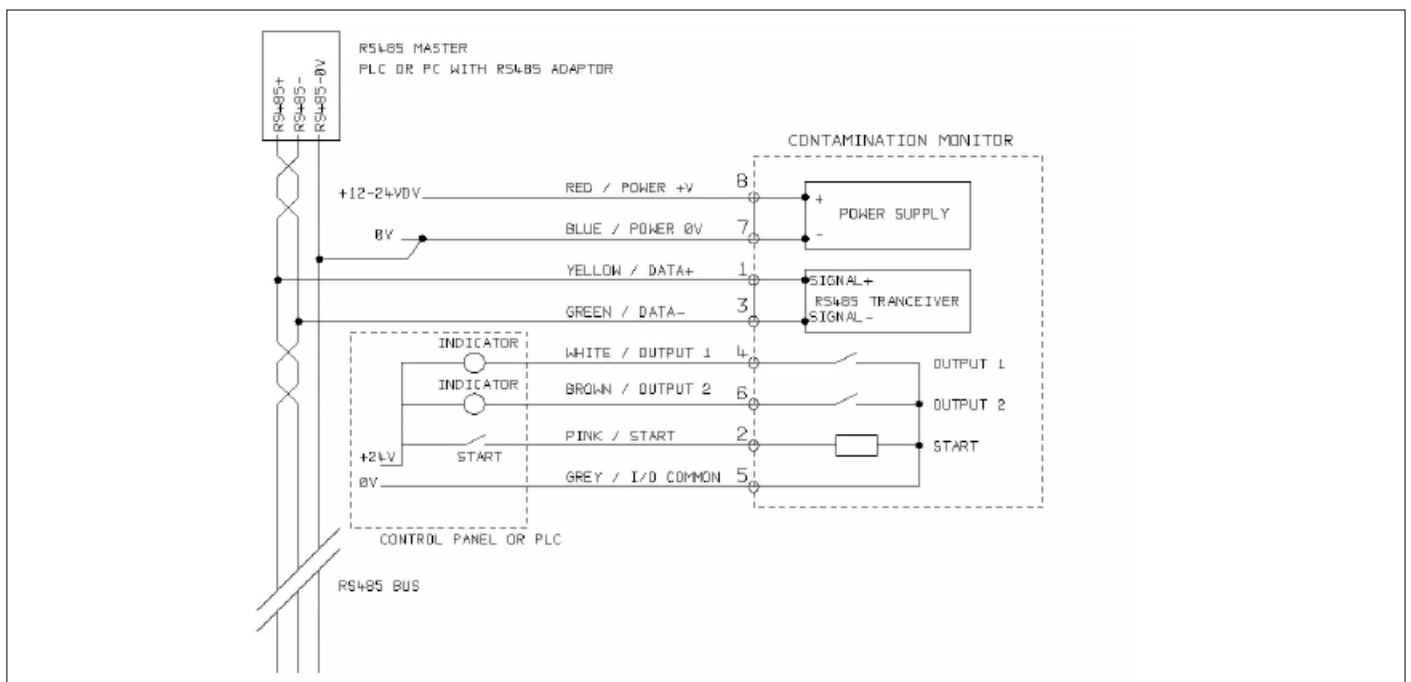 RS485 MASTER
PLC OR PC WITH RS485 ADAPTOR
RS485+
RS485-
RS485-0V
CONTAMINATION MONITOR
+12-24VDV
RED / POWER +V
8
+
POWER SUPPLY
0V
BLUE / POWER 0V
7
-
YELLOW / DATA+
1
SIGNAL+
RS485 TRANCEIVER
GREEN / DATA-
3
SIGNAL-
INDICATOR
WHITE / OUTPUT 1
4
OUTPUT 1
INDICATOR
BROWN / OUTPUT 2
6
OUTPUT 2
PINK / START
2
START
+24V
START
0V
GREY / I/O COMMON
5
CONTROL PANEL OR PLC
RS485 BUS